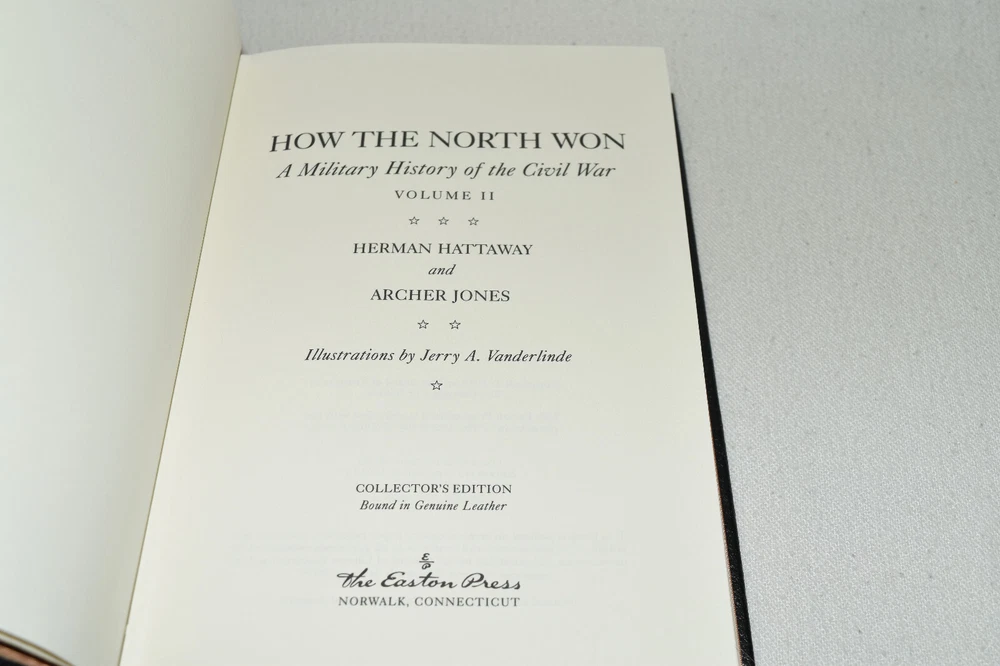 HOW THE NORTH WON
A Military History of the Civil War
VOLUME II
HERMAN HATTAWAY
and
ARCHER JONES
Illustrations by Jerry A. Vanderlinde
COLLECTOR'S EDITION
Bound in Genuine Leather
E
P
The Easton Press
NORWALK, CONNECTICUT